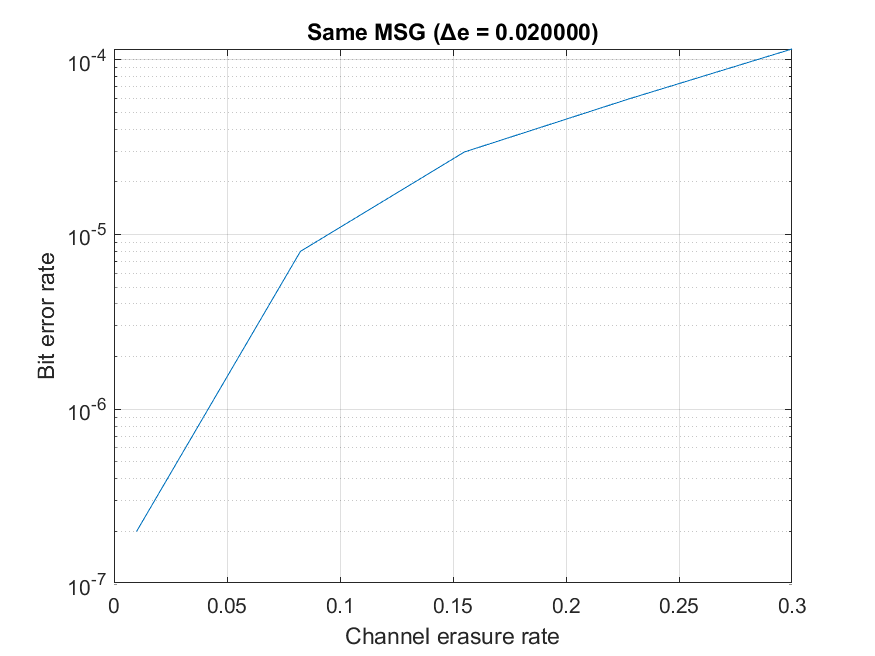 Same MSG (Δe = 0.020000)
10^-4
10^-5
10^-6
10^-7
Bit error rate
0 0.05 0.1 0.15 0.2 0.25 0.3
Channel erasure rate